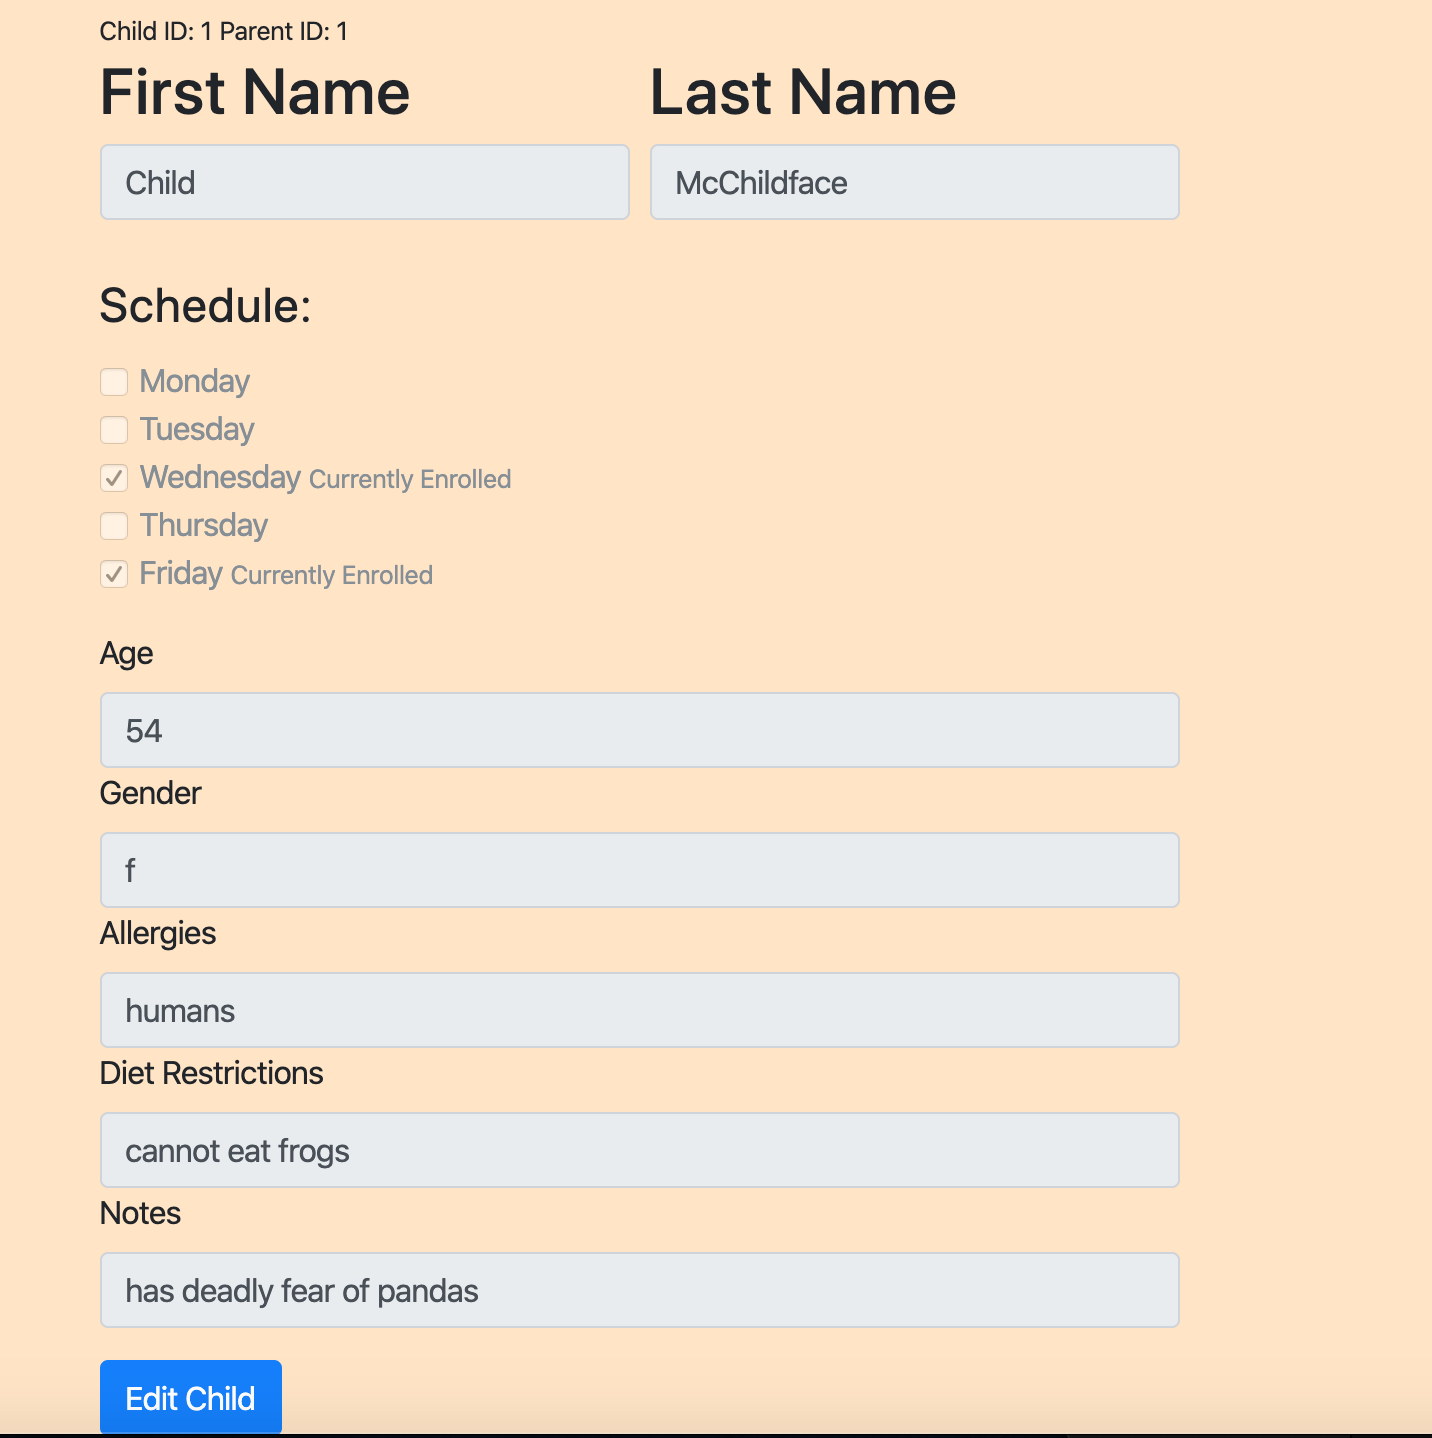 Child ID: 1 Parent ID: 1
First Name
Last Name
Child
McChildface
Schedule:
Monday
Tuesday
Wednesday Currently Enrolled
Thursday
Friday Currently Enrolled
Age
54
Gender
f
Allergies
humans
Diet Restrictions
cannot eat frogs
Notes
has deadly fear of pandas
Edit Child